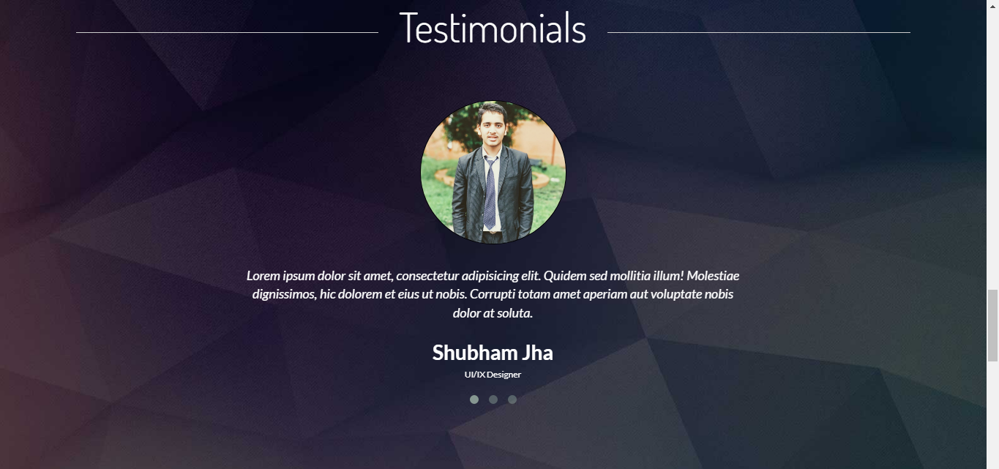 Testimonials
Lorem ipsum dolor sit amet, consectetur adipisicing elit. Quidem sed mollitia illum! Molestiae
dignissimos, hic dolorem et eius ut nobis. Corrupti totam amet aperiam aut voluptate nobis
dolor at soluta.
Shubham Jha
UI/IX Designer